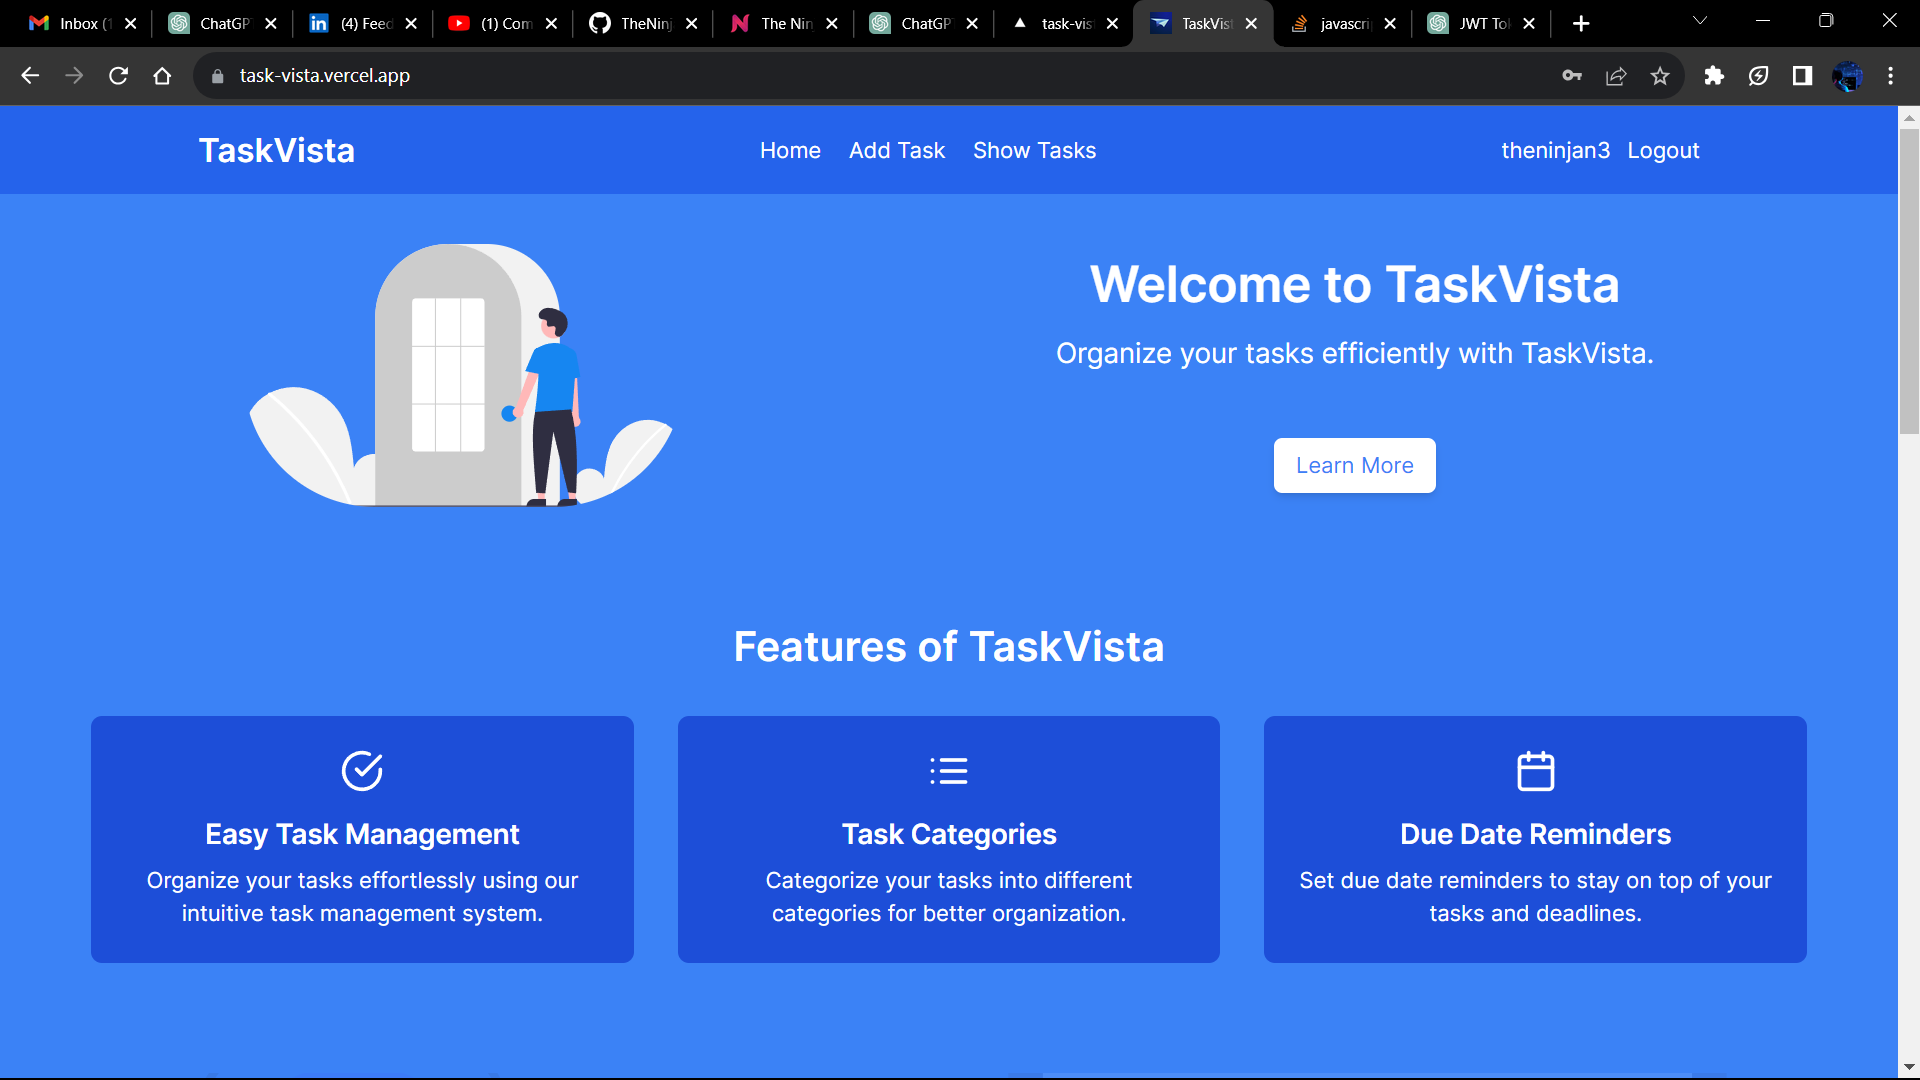 Inbox (1
ChatGP
(4) Feed
(1) Com
TheNinj
The Nin
ChatGP
task-vis
TaskVist
javascri
JWT To
task-vista.vercel.app
TaskVista
Home
Add Task
Show Tasks
theninjan3
Logout
Welcome to TaskVista
Organize your tasks efficiently with TaskVista.
Learn More
Features of TaskVista
Easy Task Management
Organize your tasks effortlessly using our
intuitive task management system.
Task Categories
Categorize your tasks into different
categories for better organization.
Due Date Reminders
Set due date reminders to stay on top of your
tasks and deadlines.